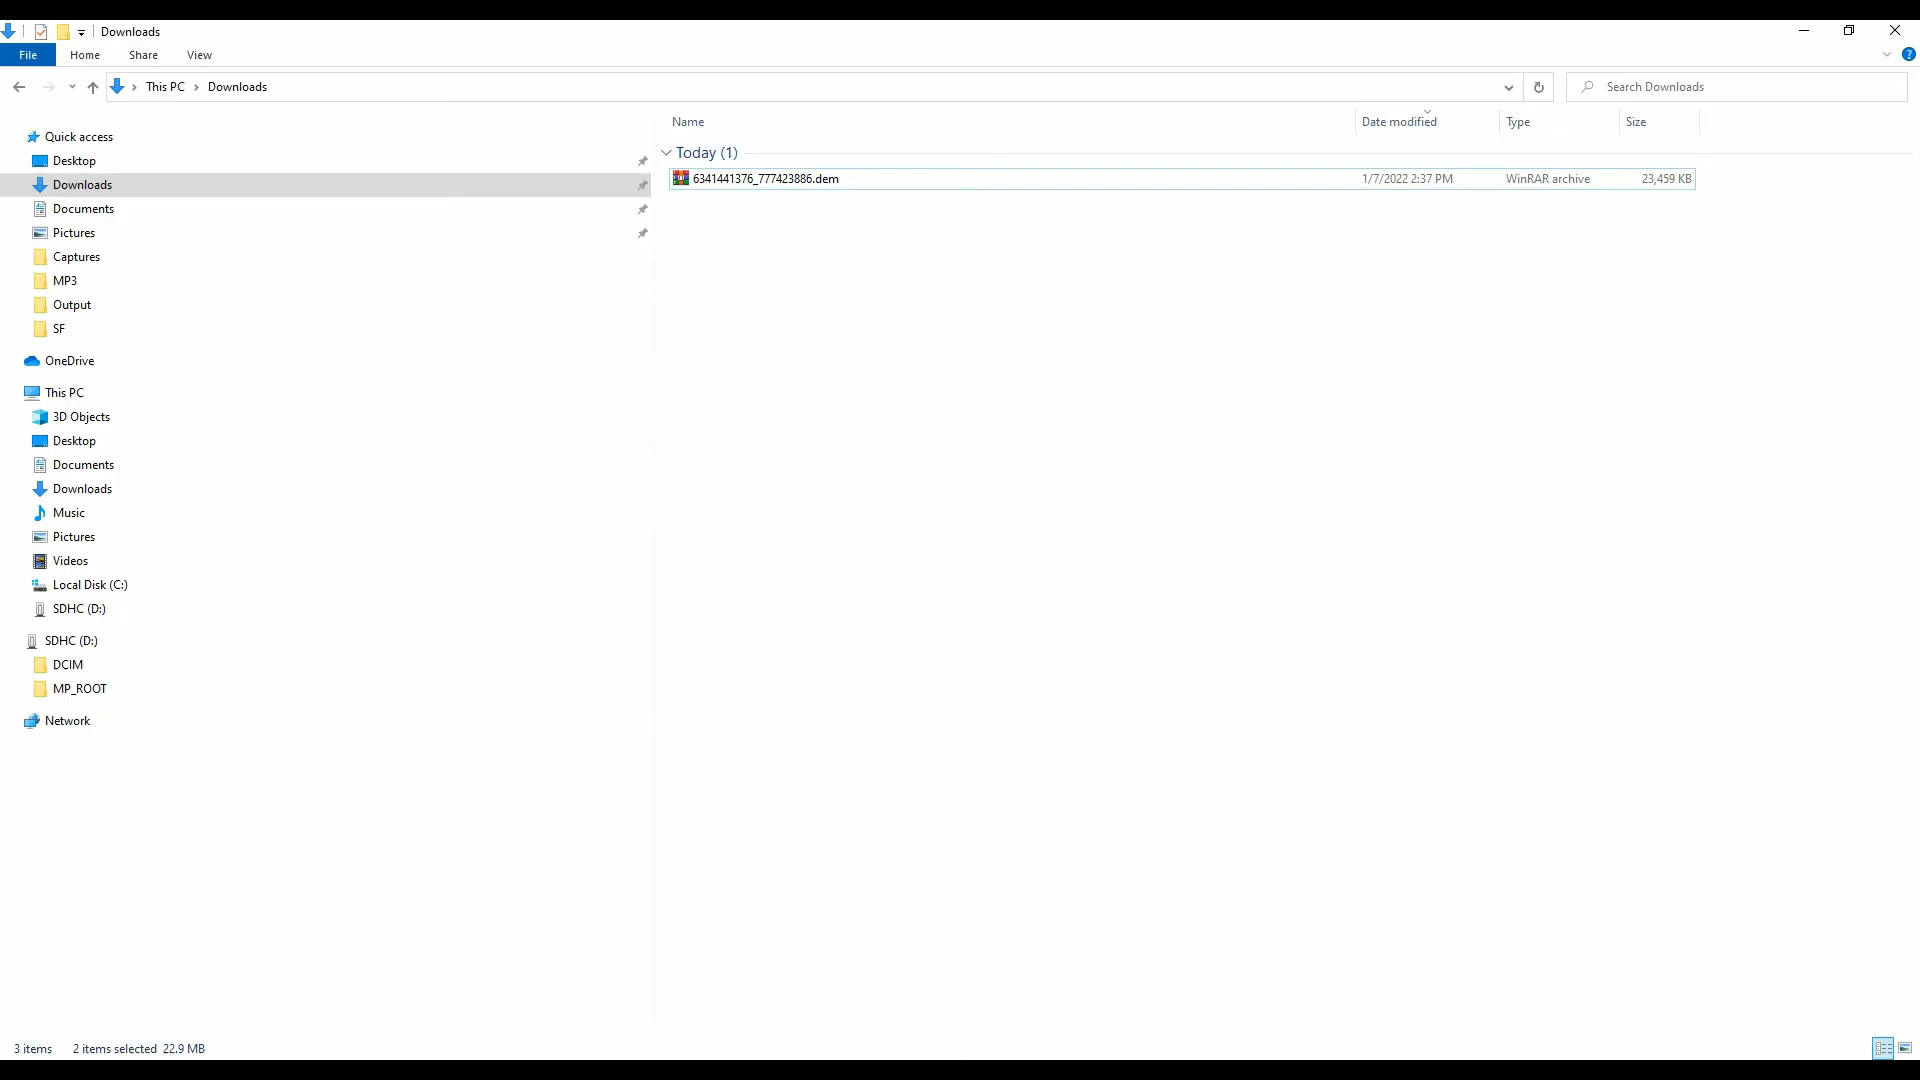 Downloads
File Home Share View ?
This PC Downloads Search Downloads
Name Date modified Type Size
Today (1)
6341441376_777423886.dem 1/7/2022 2:37 PM WinRAR archive 23,459 KB
Quick access
Desktop
Downloads
Documents
Pictures
Captures
MP3
Output
SF
OneDrive
This PC
3D Objects
Desktop
Documents
Downloads
Music
Pictures
Videos
Local Disk (C:)
SDHC (D:)
SDHC (D:)
DCIM
MP_ROOT
Network
3 items 2 items selected 22.9 MB